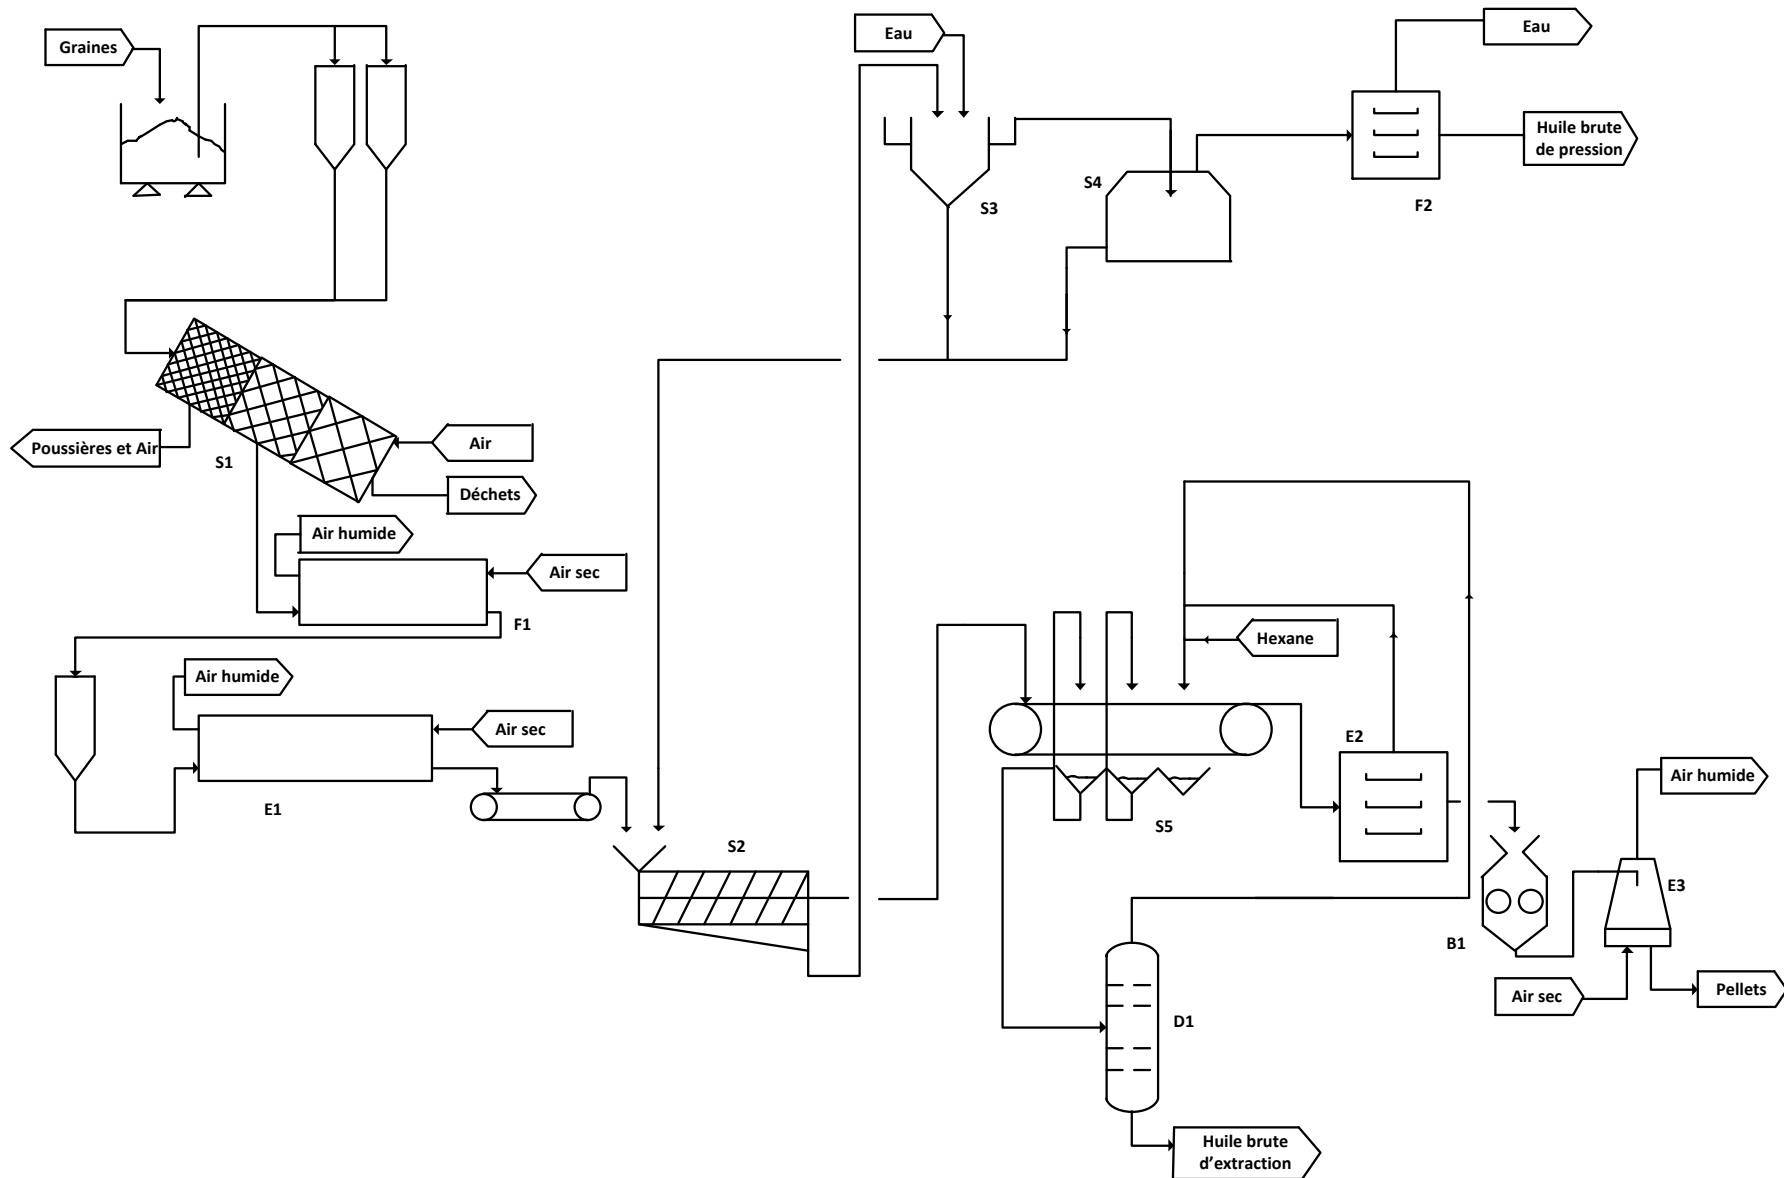 Graines
Eau
Eau
Huile brute
de pression
S4
S3
F2
Poussières et Air
S1
Air
Déchets
Air humide
Air sec
F1
Hexane
Air humide
Air sec
E1
E2
S5
S2
Air humide
E3
B1
Air sec
Pellets
D1
Huile brute
d'extraction